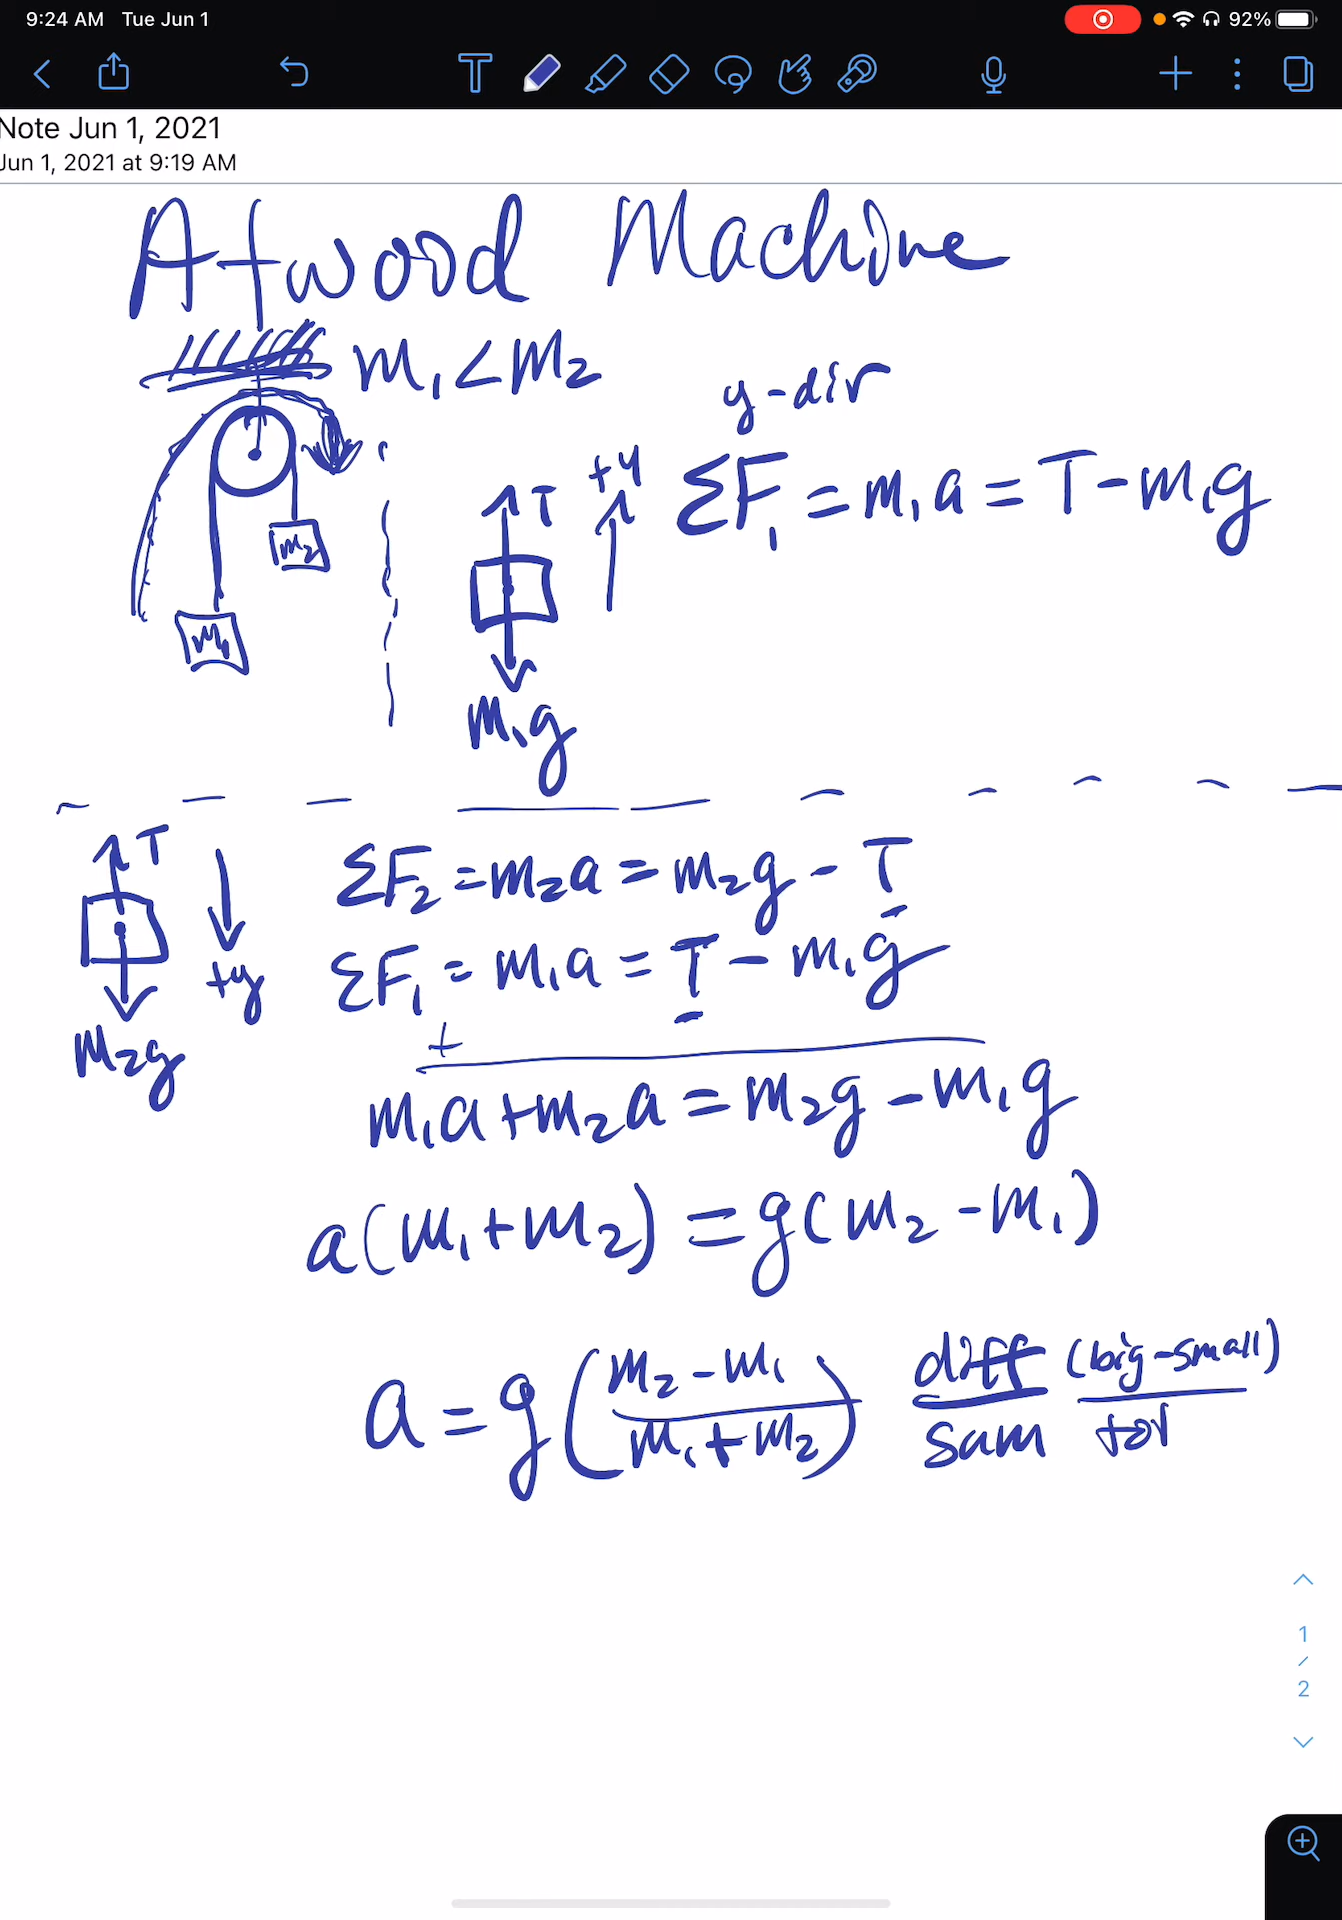 9:24 AM Tue Jun 1
92%
T
Note Jun 1, 2021
Jun 1, 2021 at 9:19 AM
Atwood Machine
m₁ < m₂
y-dir
T +y ΣF₁ = m₁a = T - m₁g
m₂
m₁
m₁g
T ΣF₂ = m₂a = m₂g - T
+y ΣF₁ = m₁a = T - m₁g
m₂g +
m₁a + m₂a = m₂g - m₁g
a(m₁ + m₂) = g(m₂ - m₁)
a = g((m₂ - m₁)/(m₁ + m₂)) diff/sum (big-small)/tot
1
/
2